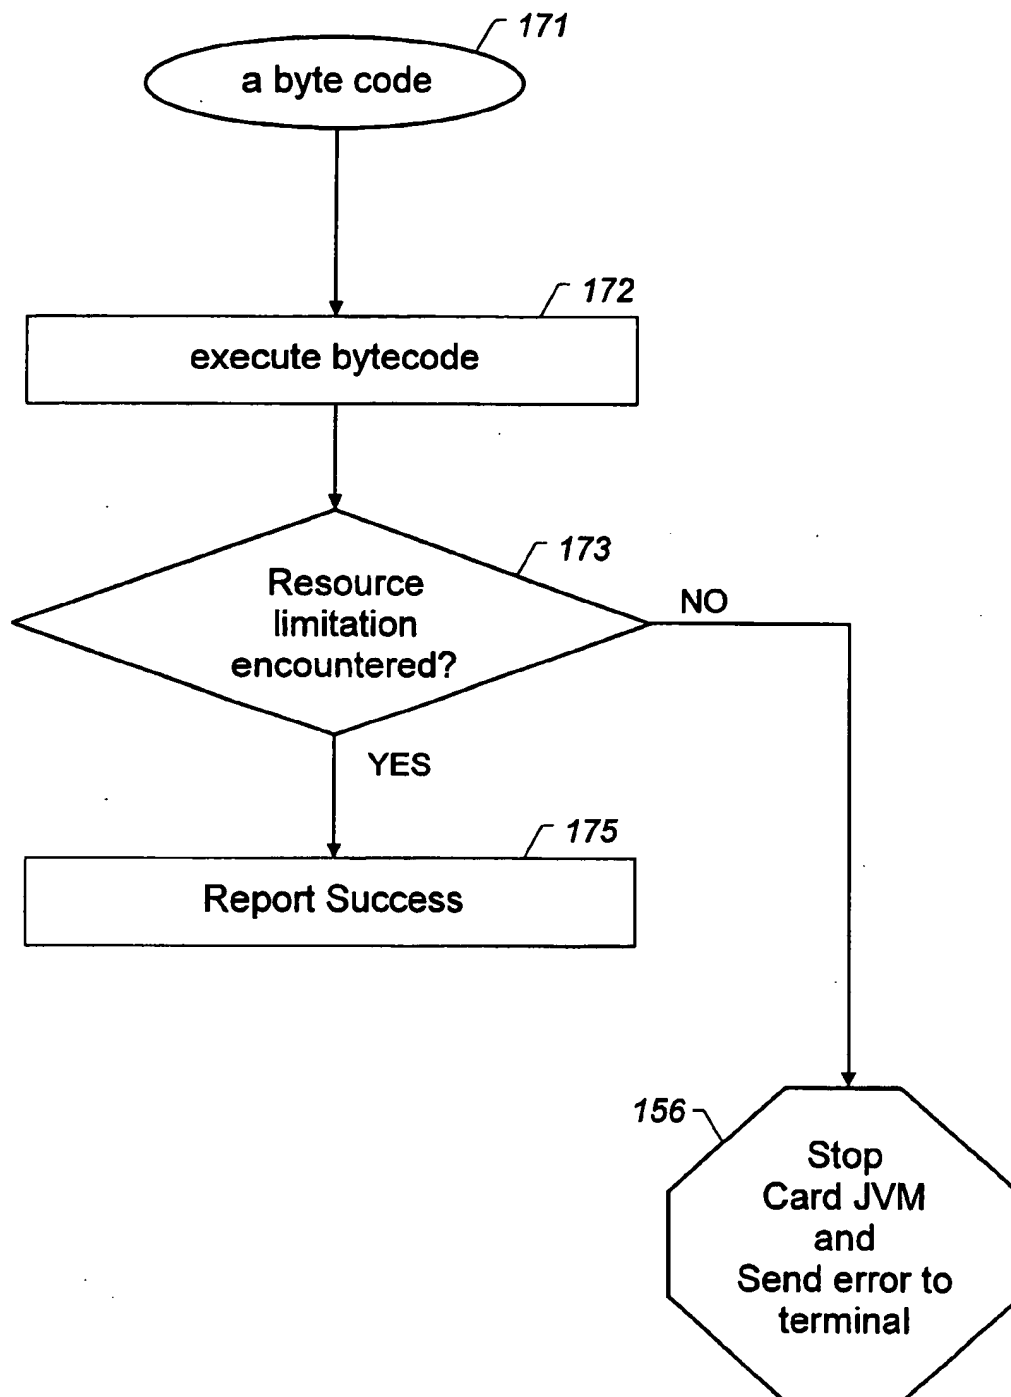 171
a byte code
172
execute bytecode
173
Resource
limitation
encountered?
NO
YES
175
Report Success
156
Stop
Card JVM
and
Send error to
terminal